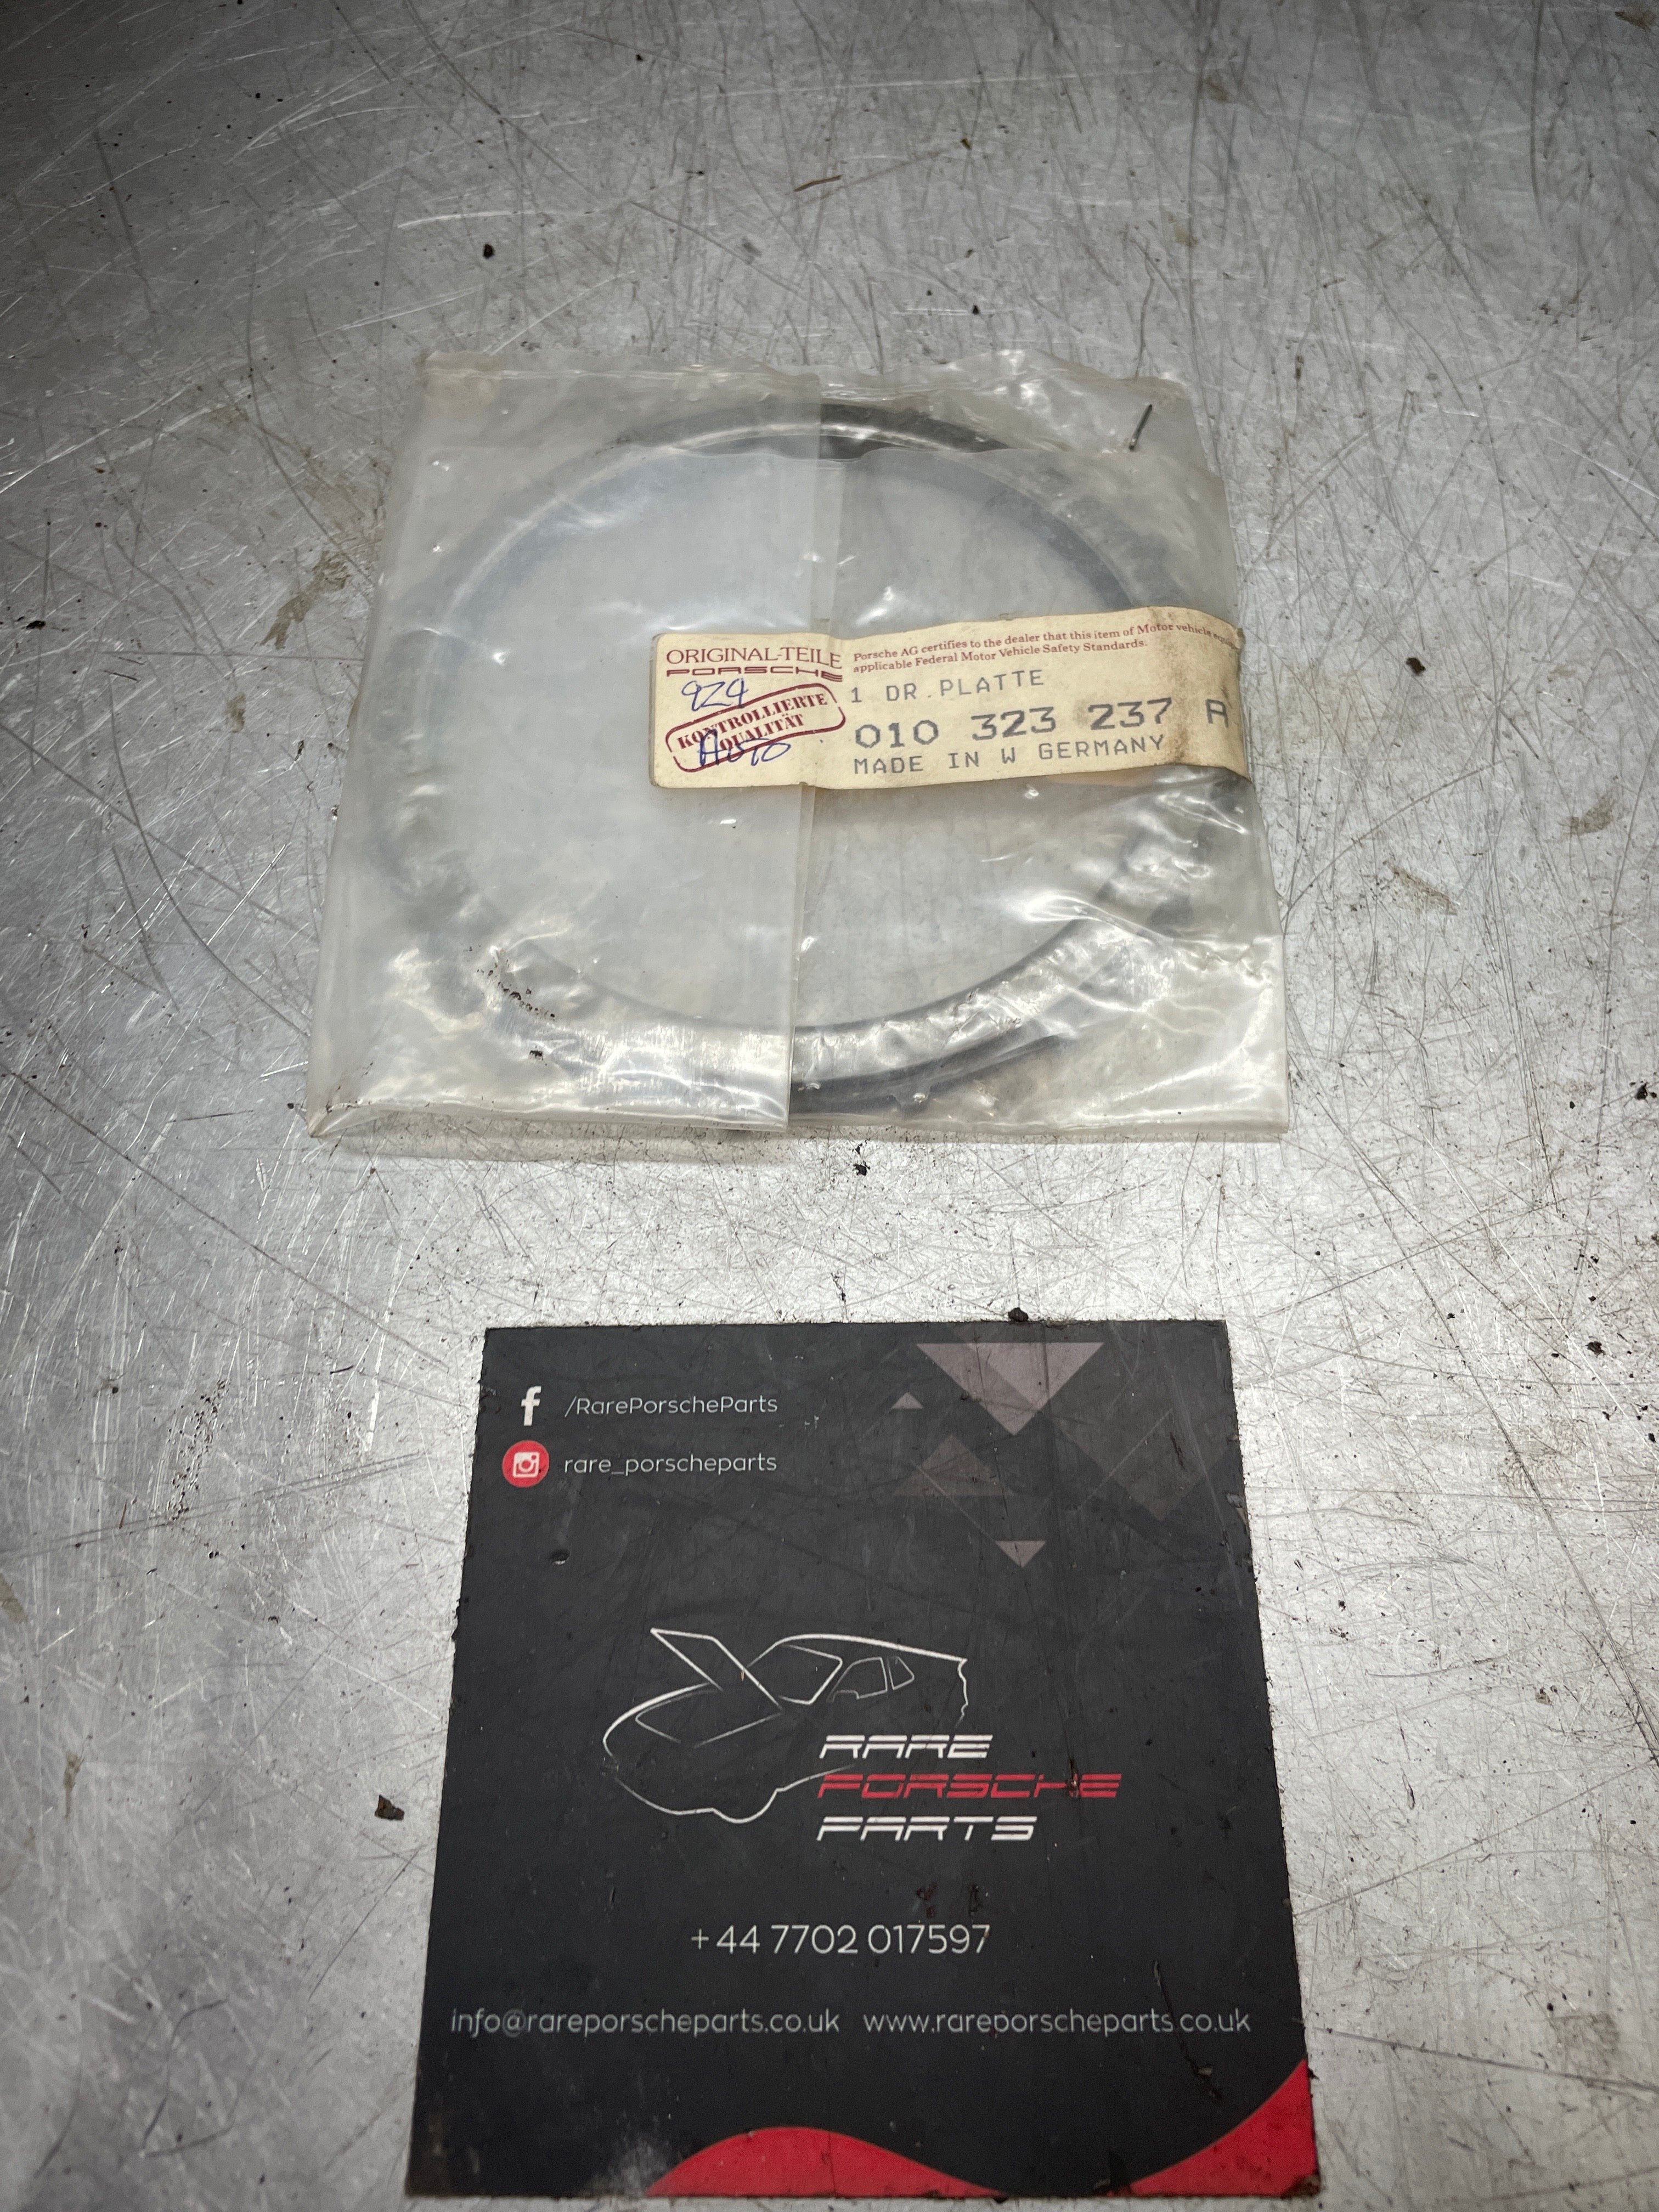 ORIGINAL-TEILE
PORSCHE
Porsche AG certifies to the dealer that this item of Motor vehicle
applicable Federal Motor Vehicle Safety Standards.
924
KONTROLLIERTE
QUALITÄT
Auto
1 DR.PLATTE
010 323 237 A
MADE IN W GERMANY
/RarePorscheParts
rare_porscheparts
RARE
PORSCHE
PARTS
+44 7702 017597
info@rareporscheparts.co.uk www.rareporscheparts.co.uk